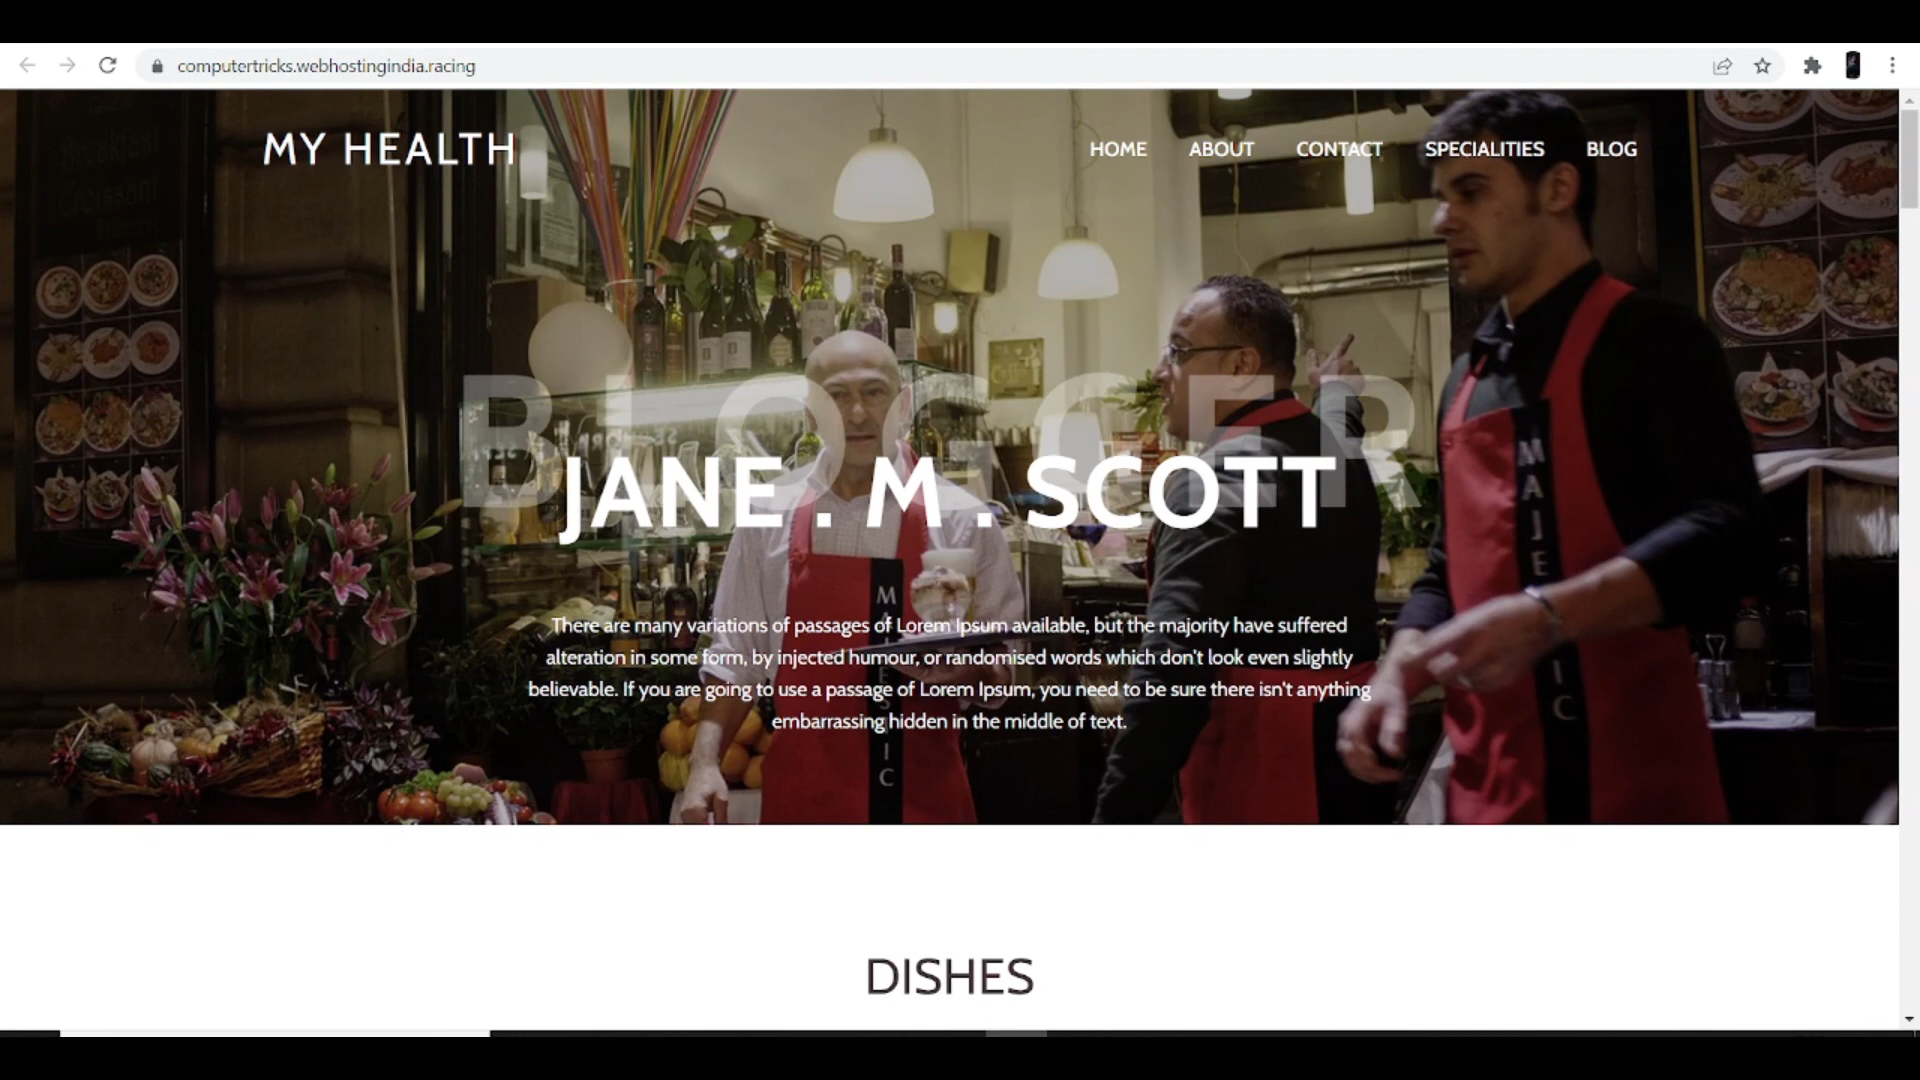 computertricks.webhostingindia.racing
MY HEALTH
HOME ABOUT CONTACT SPECIALITIES BLOG
BLOGGER
JANE . M . SCOTT
There are many variations of passages of Lorem Ipsum available, but the majority have suffered
alteration in some form, by injected humour, or randomised words which don't look even slightly
believable. If you are going to use a passage of Lorem Ipsum, you need to be sure there isn't anything
embarrassing hidden in the middle of text.
DISHES